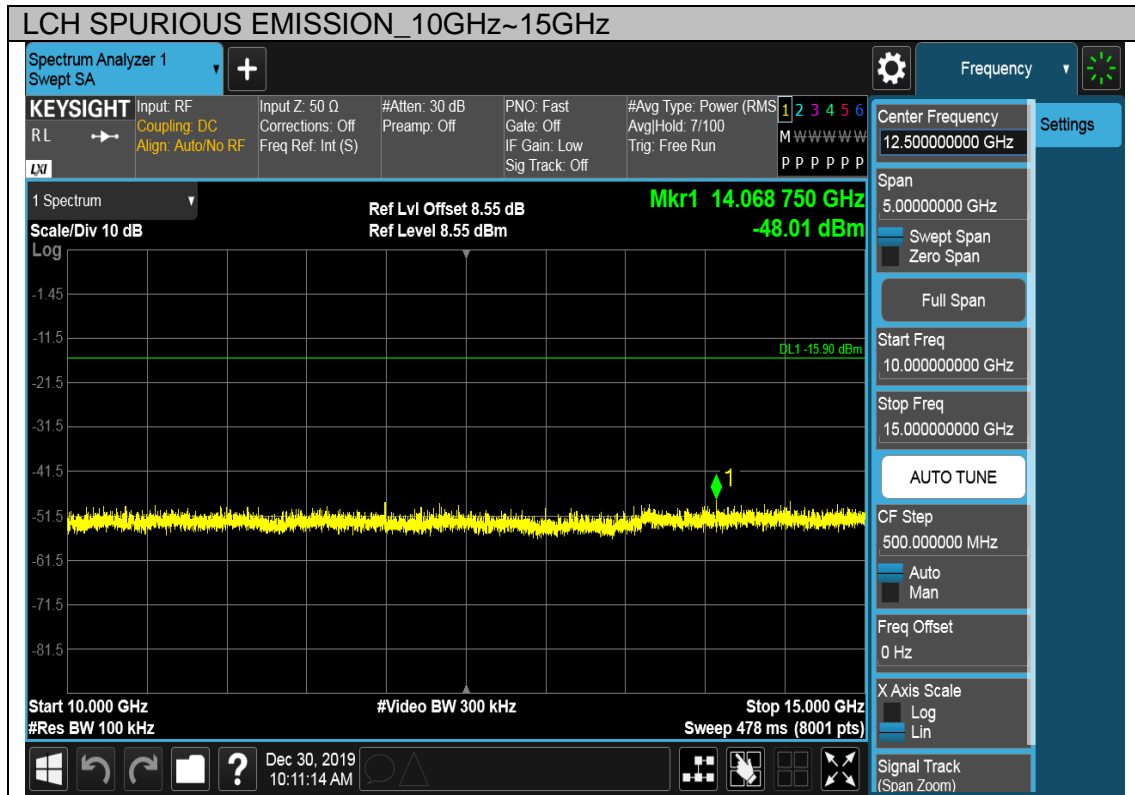 LCH SPURIOUS EMISSION_10GHz~15GHz
Spectrum Analyzer 1
Swept SA
Frequency
KEYSIGHT
R L
LXI
Input: RF
Coupling: DC
Align: Auto/No RF
Input Z: 50 Ω
Corrections: Off
Freq Ref: Int (S)
#Atten: 30 dB
Preamp: Off
PNO: Fast
Gate: Off
IF Gain: Low
Sig Track: Off
#Avg Type: Power (RMS
Avg|Hold: 7/100
Trig: Free Run
1 2 3 4 5 6
M W W W W W
P P P P P P
1 Spectrum
Scale/Div 10 dB
Log
Ref Lvl Offset 8.55 dB
Ref Level 8.55 dBm
Mkr1 14.068 750 GHz
-48.01 dBm
-1.45
-11.5
DL1 -15.90 dBm
-21.5
-31.5
-41.5
1
-51.5
-61.5
-71.5
-81.5
Start 10.000 GHz
#Res BW 100 kHz
#Video BW 300 kHz
Stop 15.000 GHz
Sweep 478 ms (8001 pts)
Center Frequency
12.500000000 GHz
Settings
Span
5.00000000 GHz
Swept Span
Zero Span
Full Span
Start Freq
10.000000000 GHz
Stop Freq
15.000000000 GHz
AUTO TUNE
CF Step
500.000000 MHz
Auto
Man
Freq Offset
0 Hz
X Axis Scale
Log
Lin
Signal Track
(Span Zoom)
?
Dec 30, 2019
10:11:14 AM